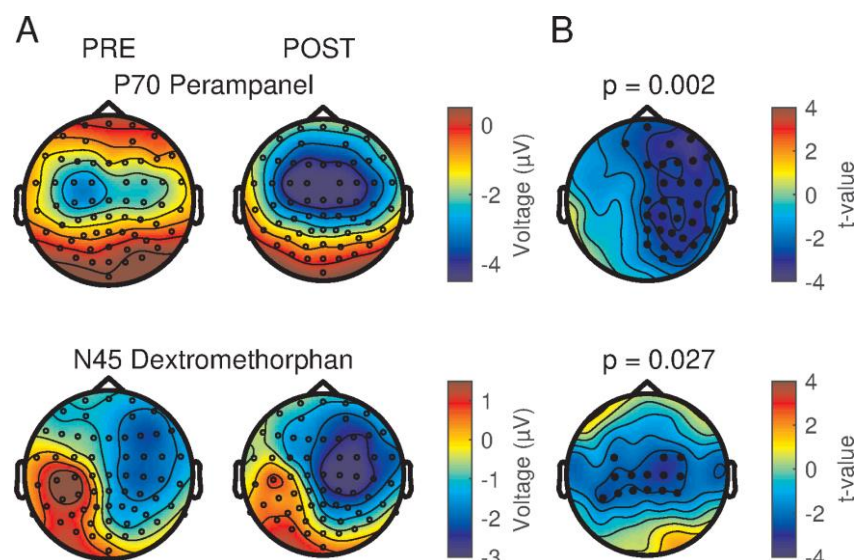 A
B
PRE
POST
P70 Perampanel
p = 0.002
0
-2
-4
Voltage (µV)
4
2
0
-2
-4
t-value
N45 Dextromethorphan
p = 0.027
1
0
-1
-2
-3
Voltage (µV)
4
2
0
-2
-4
t-value